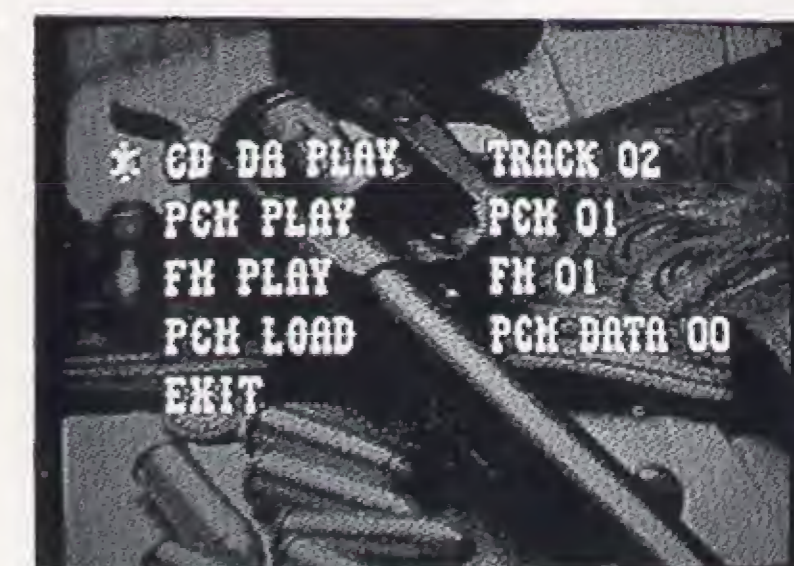 * CD DA PLAY TRACK 02
PCM PLAY PCM 01
FM PLAY FM 01
PCM LOAD PCM DATA 00
EXIT